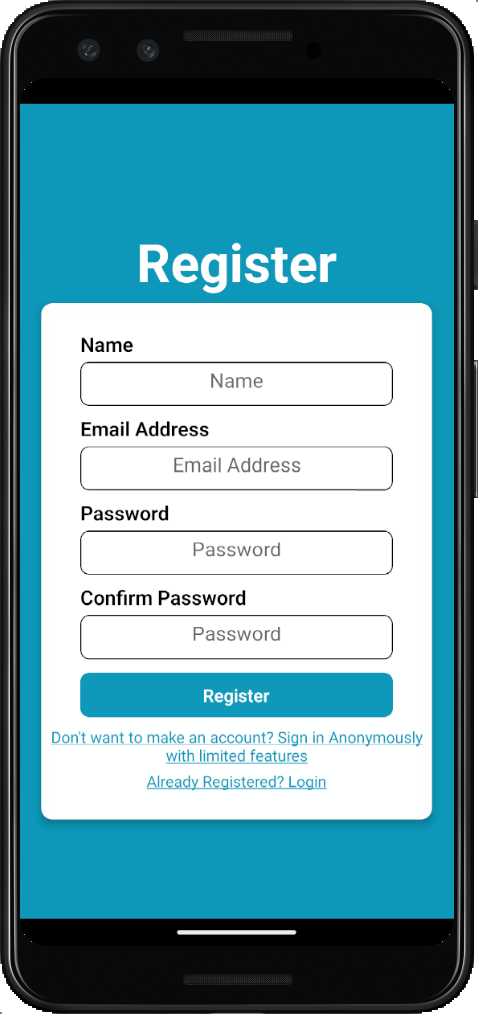 Register
Name
Name
Email Address
Email Address
Password
Password
Confirm Password
Password
Register
Don't want to make an account? Sign in Anonymously
with limited features
Already Registered? Login